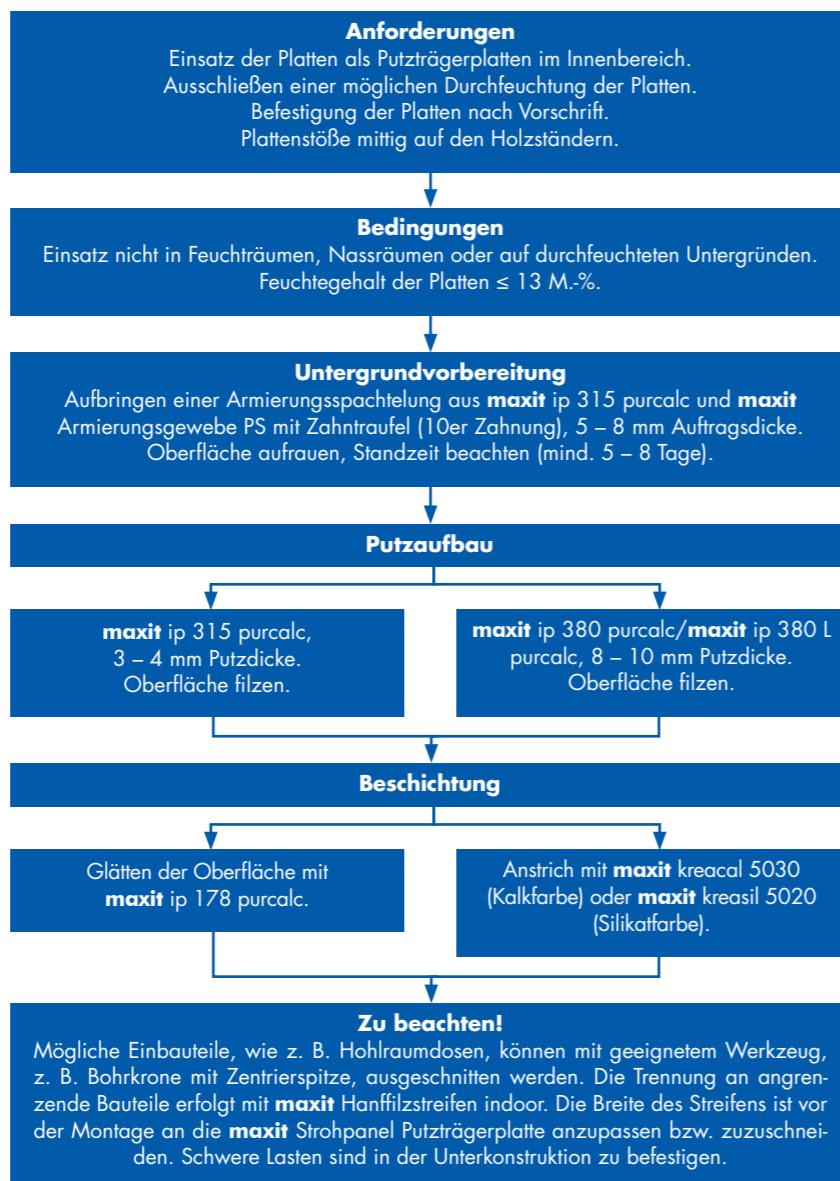 Anforderungen
Einsatz der Platten als Putzträgerplatten im Innenbereich.
Ausschließen einer möglichen Durchfeuchtung der Platten.
Befestigung der Platten nach Vorschrift.
Plattenstöße mittig auf den Holzständern.
Bedingungen
Einsatz nicht in Feuchträumen, Nassräumen oder auf durchfeuchteten Untergründen.
Feuchtegehalt der Platten ≤ 13 M.-%.
Untergrundvorbereitung
Aufbringen einer Armierungsspachtelung aus maxit ip 315 purcalc und maxit
Armierungsgewebe PS mit Zahntraufel (10er Zahnung), 5 – 8 mm Auftragsdicke.
Oberfläche aufrauen, Standzeit beachten (mind. 5 – 8 Tage).
Putzaufbau
maxit ip 315 purcalc,
3 – 4 mm Putzdicke.
Oberfläche filzen.
maxit ip 380 purcalc/maxit ip 380 L
purcalc, 8 – 10 mm Putzdicke.
Oberfläche filzen.
Beschichtung
Glätten der Oberfläche mit
maxit ip 178 purcalc.
Anstrich mit maxit kreacal 5030
(Kalkfarbe) oder maxit kreasil 5020
(Silikatfarbe).
Zu beachten!
Mögliche Einbauteile, wie z. B. Hohlraumdosen, können mit geeignetem Werkzeug,
z. B. Bohrkrone mit Zentrierspitze, ausgeschnitten werden. Die Trennung an angren-
zende Bauteile erfolgt mit maxit Hanffilzstreifen indoor. Die Breite des Streifens ist vor
der Montage an die maxit Strohpanel Putzträgerplatte anzupassen bzw. zuzuschnei-
den. Schwere Lasten sind in der Unterkonstruktion zu befestigen.